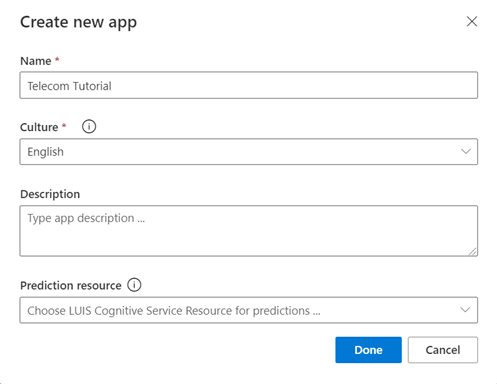 Create new app
Name *
Telecom Tutorial
Culture *
English
Description
Type app description ...
Prediction resource
Choose LUIS Cognitive Service Resource for predictions ...
Done Cancel